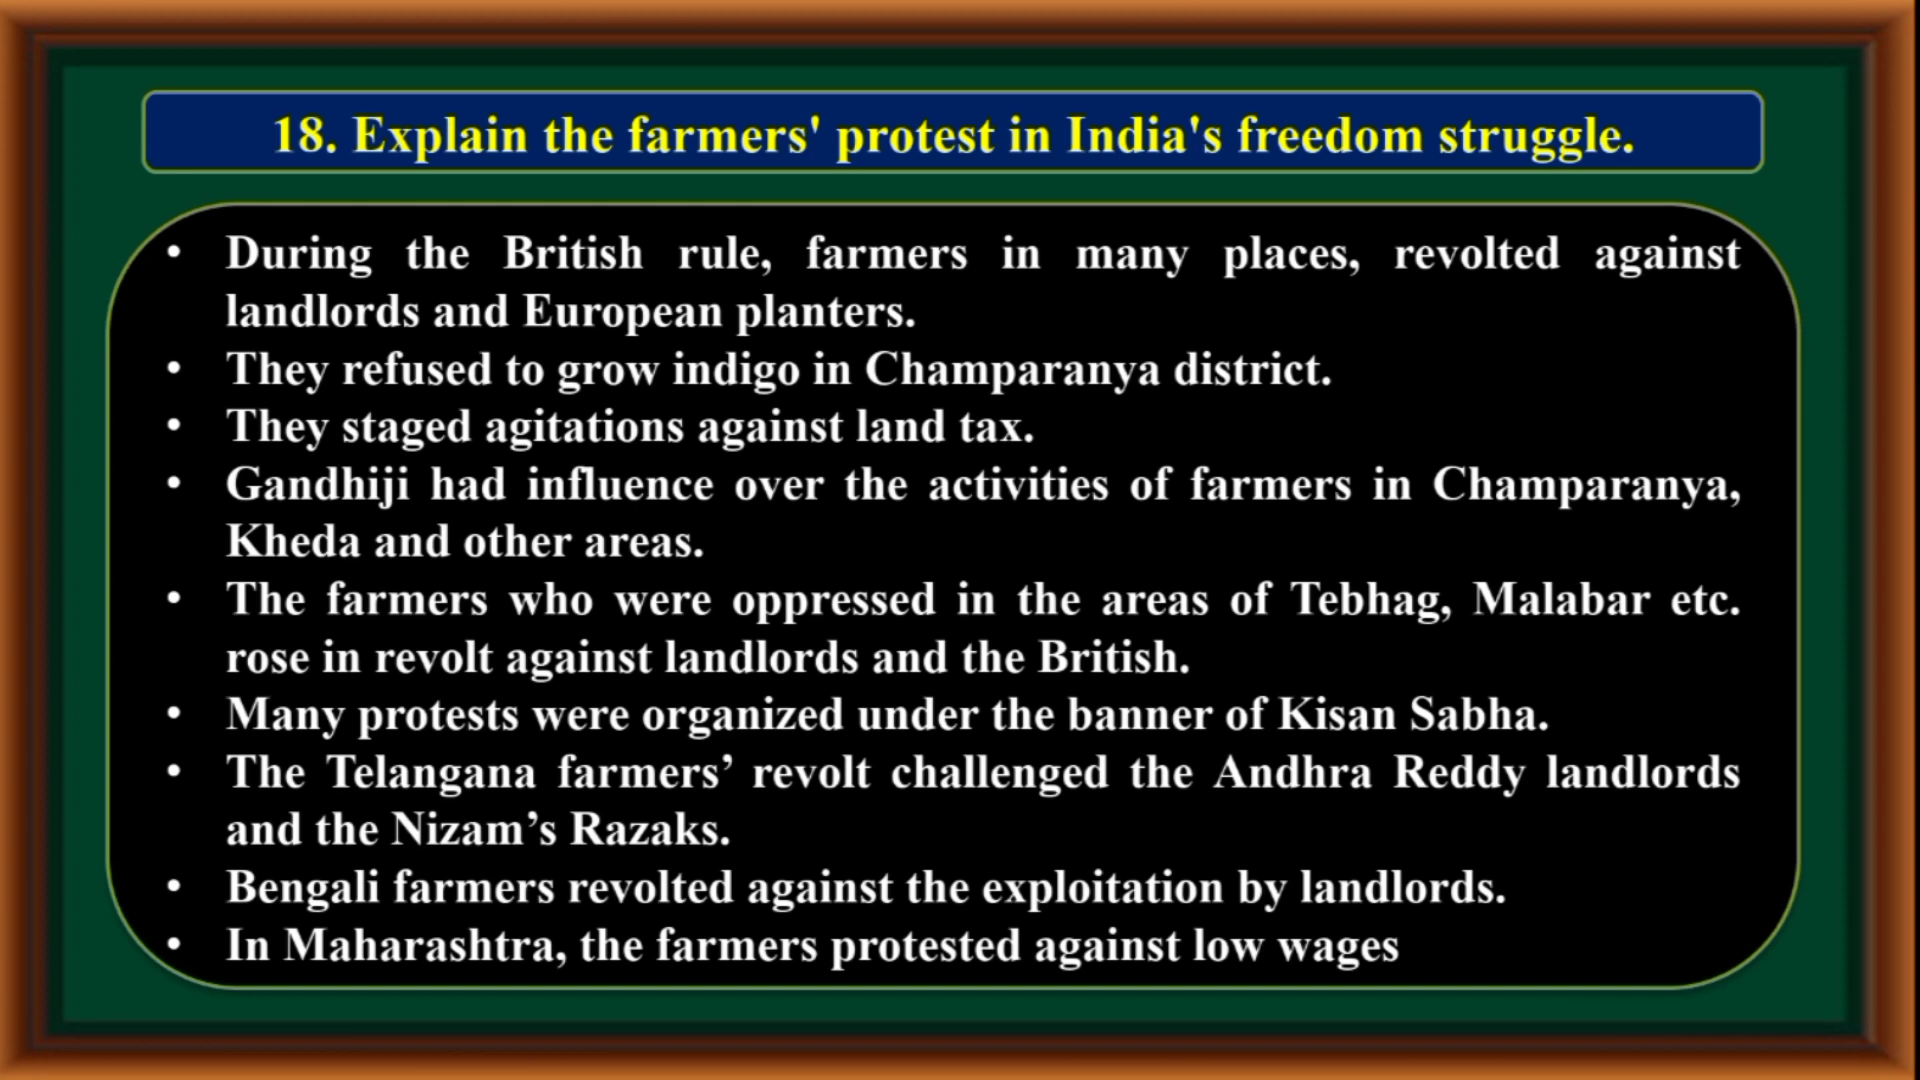 18. Explain the farmers' protest in India's freedom struggle.
• During the British rule, farmers in many places, revolted against
landlords and European planters.
• They refused to grow indigo in Champaranya district.
• They staged agitations against land tax.
• Gandhiji had influence over the activities of farmers in Champaranya,
Kheda and other areas.
• The farmers who were oppressed in the areas of Tebhag, Malabar etc.
rose in revolt against landlords and the British.
• Many protests were organized under the banner of Kisan Sabha.
• The Telangana farmers’ revolt challenged the Andhra Reddy landlords
and the Nizam’s Razaks.
• Bengali farmers revolted against the exploitation by landlords.
• In Maharashtra, the farmers protested against low wages